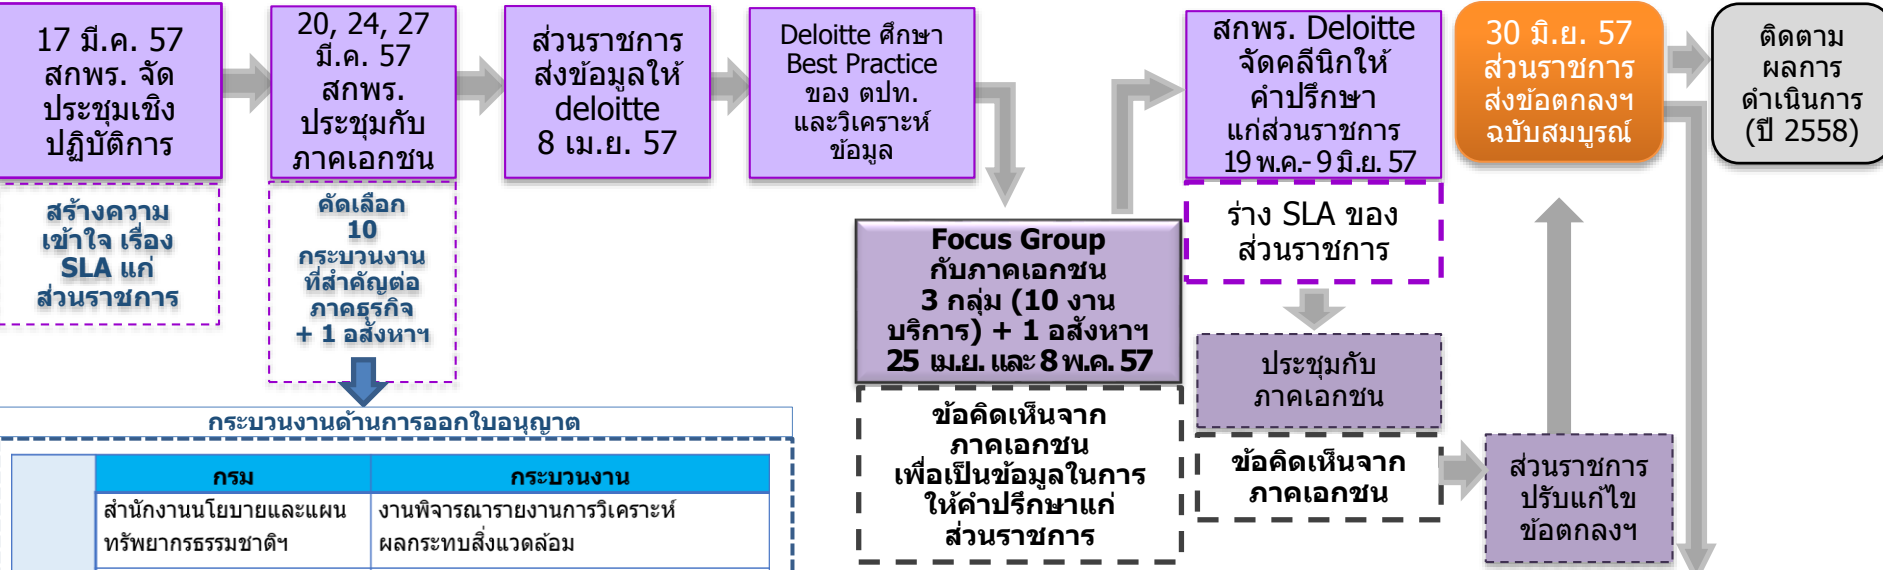 17 มี.ค. 57
สกพร. จัด
ประชุมเชิง
ปฏิบัติการ
สร้างความ
เข้าใจ เรื่อง
SLA แก่
ส่วนราชการ
20, 24, 27
มี.ค. 57
สกพร.
ประชุมกับ
ภาคเอกชน
คัดเลือก
10
กระบวนงาน
ที่สำคัญต่อ
ภาคธุรกิจ
+ 1 อสังหาฯ
ส่วนราชการ
ส่งข้อมูลให้
deloitte
8 เม.ย. 57
Deloitte ศึกษา
Best Practice
ของ ตปท.
และวิเคราะห์
ข้อมูล
Focus Group
กับภาคเอกชน
3 กลุ่ม (10 งาน
บริการ) + 1 อสังหาฯ
25 เม.ย. และ 8 พ.ค. 57
ข้อคิดเห็นจาก
ภาคเอกชน
เพื่อเป็นข้อมูลในการ
ให้คำปรึกษาแก่
ส่วนราชการ
สกพร. Deloitte
จัดคลีนิกให้
คำปรึกษา
แก่ส่วนราชการ
19 พ.ค.- 9 มิ.ย. 57
ร่าง SLA ของ
ส่วนราชการ
ประชุมกับ
ภาคเอกชน
ข้อคิดเห็นจาก
ภาคเอกชน
ส่วนราชการ
ปรับแก้ไข
ข้อตกลงฯ
30 มิ.ย. 57
ส่วนราชการ
ส่งข้อตกลงฯ
ฉบับสมบูรณ์
ติดตาม
ผลการ
ดำเนินการ
(ปี 2558)
กระบวนงานด้านการออกใบอนุญาต
กรม
กระบวนงาน
สำนักงานนโยบายและแผน
ทรัพยากรธรรมชาติฯ
งานพิจารณารายงานการวิเคราะห์
ผลกระทบสิ่งแวดล้อม